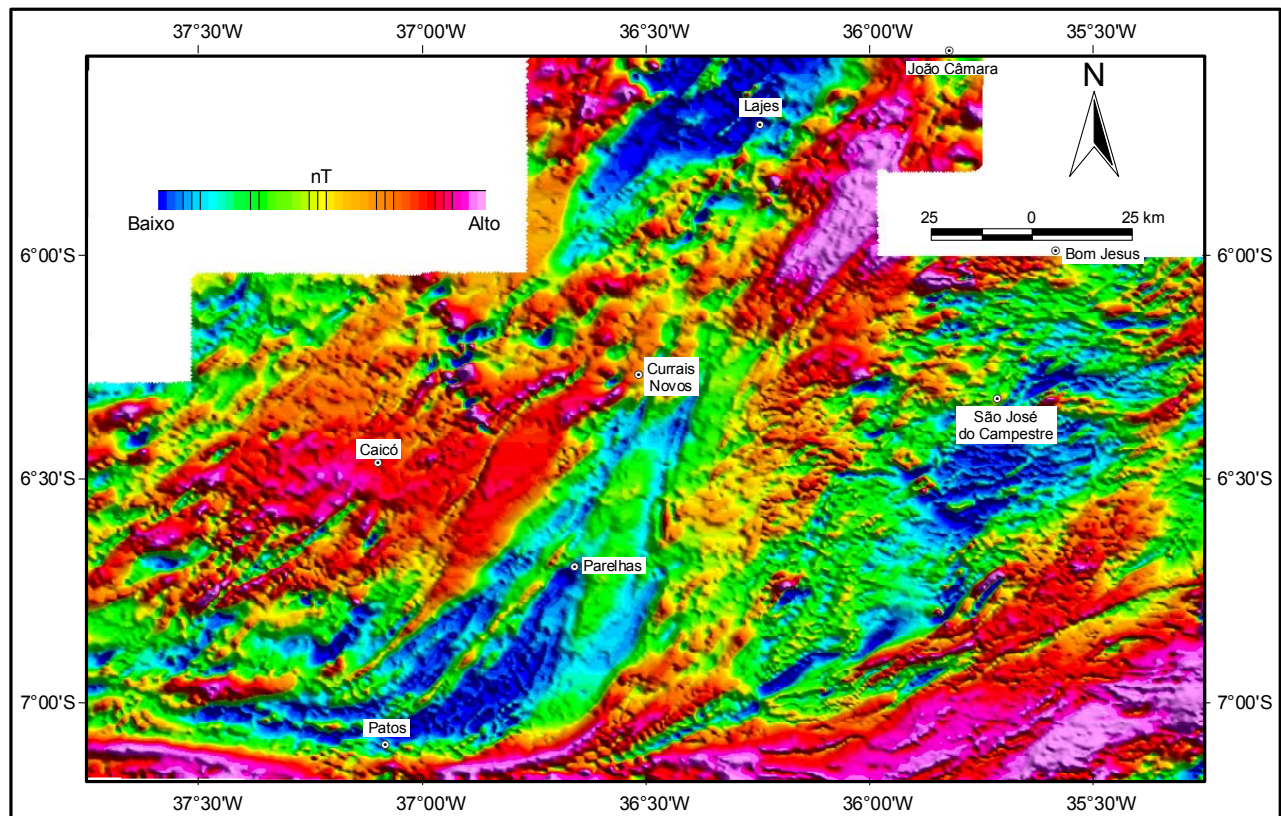 37°30'W 37°00'W 36°30'W 36°00'W 35°30'W
João Câmara
N
Lajes
nT
Baixo Alto
25 0 25 km
6°00'S 6°00'S
Bom Jesus
Currais
Novos
São José
do Campestre
Caicó
6°30'S 6°30'S
Parelhas
7°00'S 7°00'S
Patos
37°30'W 37°00'W 36°30'W 36°00'W 35°30'W